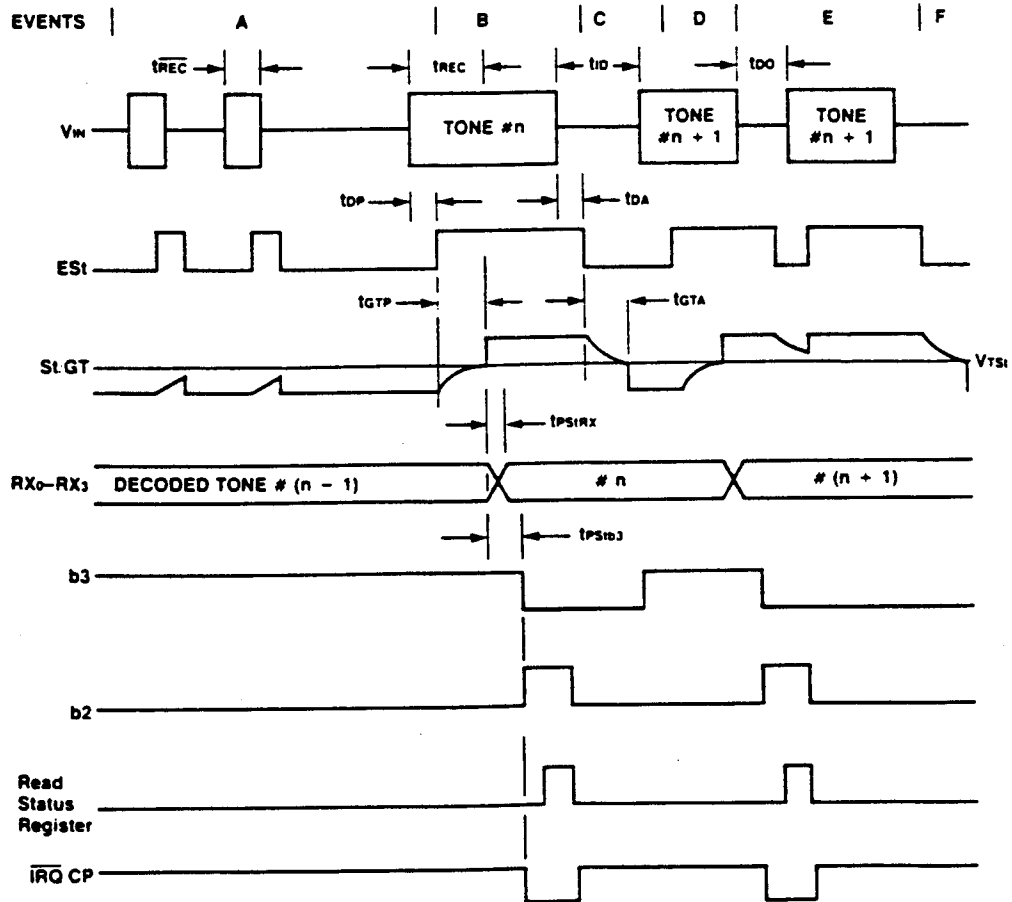 EVENTS A B C D E F
tREC tREC tID tDO
VIN TONE #n TONE #n + 1 TONE #n + 1
tDP tDA
ESt
tGTP tGTA
St GT VTSt
tPStRX
RX0–RX3 DECODED TONE # (n − 1) # n # (n + 1)
tPStb3
b3
b2
Read
Status
Register
IRQ CP